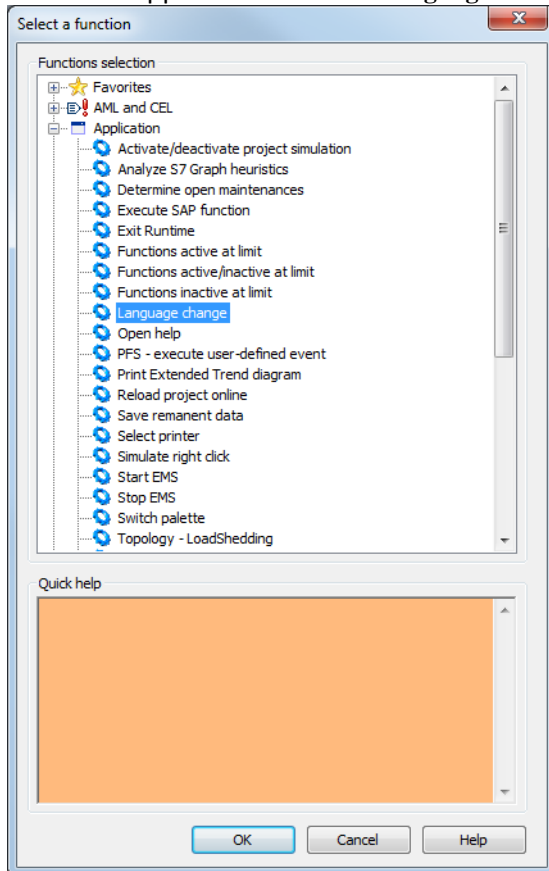 Select a function
Functions selection
Favorites
AML and CEL
Application
Activate/deactivate project simulation
Analyze S7 Graph heuristics
Determine open maintenances
Execute SAP function
Exit Runtime
Functions active at limit
Functions active/inactive at limit
Functions inactive at limit
Language change
Open help
PFS - execute user-defined event
Print Extended Trend diagram
Reload project online
Save remanent data
Select printer
Simulate right click
Start EMS
Stop EMS
Switch palette
Topology - LoadShedding
Quick help
OK Cancel Help